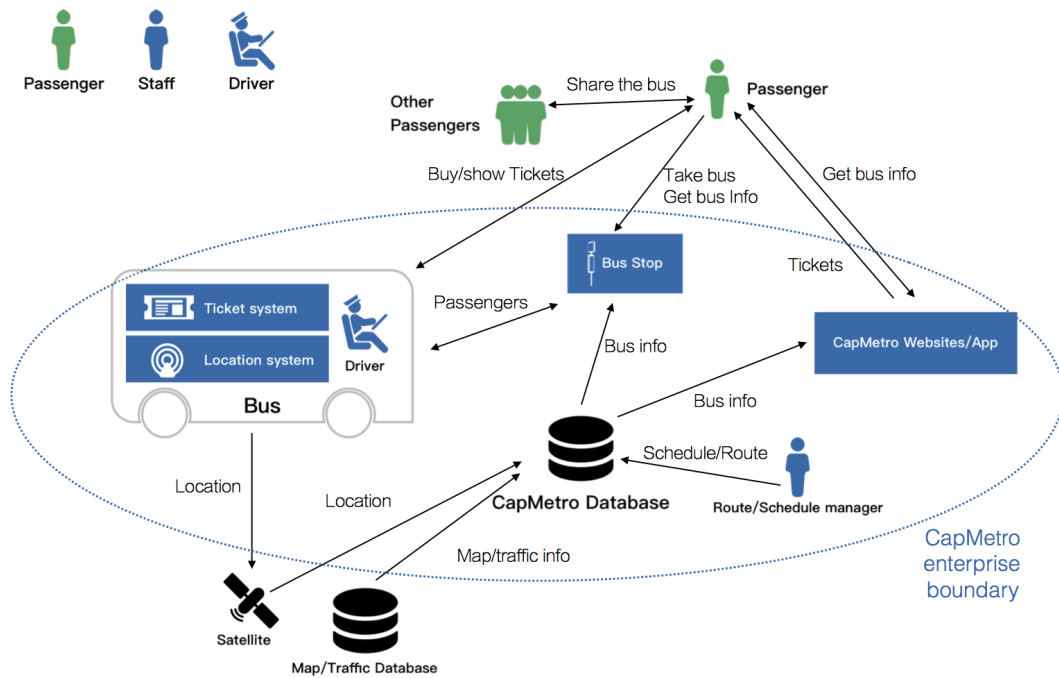 Passenger
Staff
Driver
Share the bus
Passenger
Other
Passengers
Buy/show Tickets
Take bus
Get bus Info
Get bus info
Bus Stop
Tickets
Ticket system
Passengers
Location system
Driver
Bus info
CapMetro Websites/App
Bus
Bus info
Schedule/Route
Location
Location
CapMetro Database
Route/Schedule manager
Map/traffic info
CapMetro
enterprise
boundary
Satellite
Map/Traffic Database